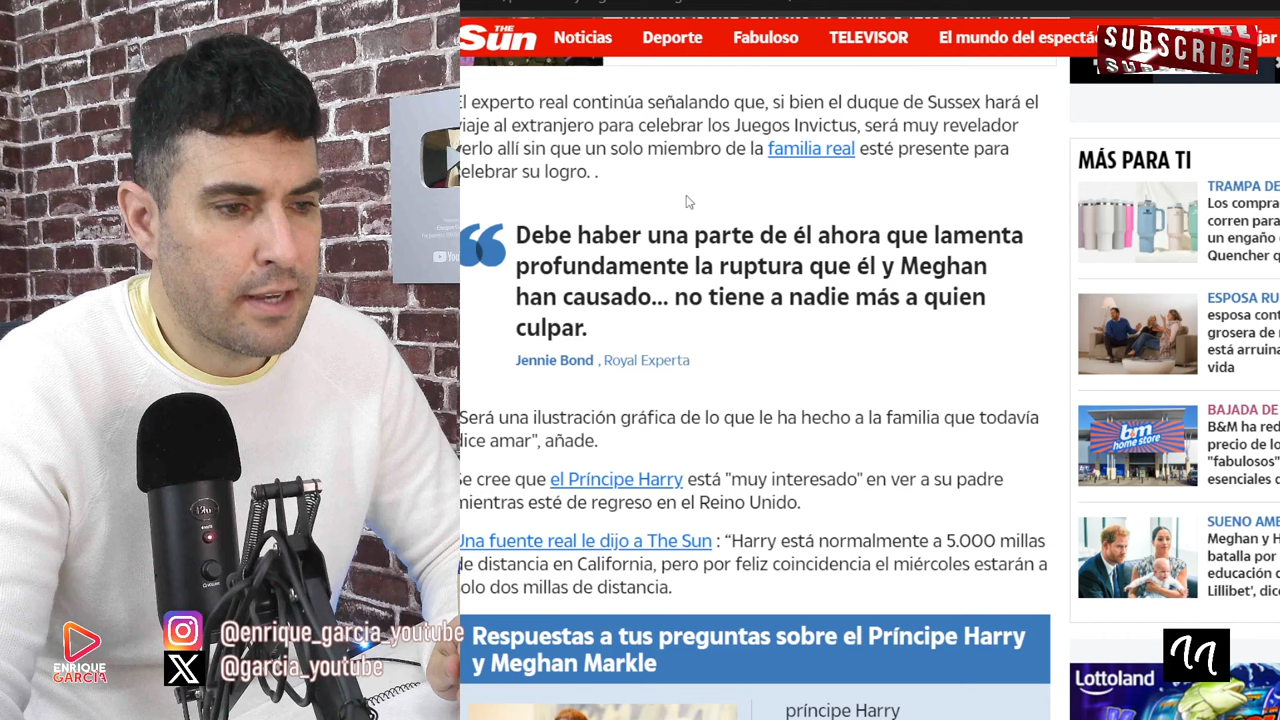 THE
Sun
Noticias
Deporte
Fabuloso
TELEVISOR
El mundo del espectác
jar
SUBSCRIBE
El experto real continúa señalando que, si bien el duque de Sussex hará el
viaje al extranjero para celebrar los Juegos Invictus, será muy revelador
verlo allí sin que un solo miembro de la familia real esté presente para
celebrar su logro. .
Debe haber una parte de él ahora que lamenta
profundamente la ruptura que él y Meghan
han causado... no tiene a nadie más a quien
culpar.
Jennie Bond , Royal Experta
"Será una ilustración gráfica de lo que le ha hecho a la familia que todavía
dice amar", añade.
Se cree que el Príncipe Harry está "muy interesado" en ver a su padre
mientras esté de regreso en el Reino Unido.
Una fuente real le dijo a The Sun : “Harry está normalmente a 5.000 millas
de distancia en California, pero por feliz coincidencia el miércoles estarán a
solo dos millas de distancia.
Respuestas a tus preguntas sobre el Príncipe Harry
y Meghan Markle
príncipe Harry
MÁS PARA TI
TRAMPA DE
Los compra
corren para
un engaño
Quencher q
ESPOSA RU
esposa cont
grosera de
está arruina
vida
BAJADA DE
B&M ha red
precio de lo
"fabulosos"
esenciales d
bm
home store
SUENO AME
Meghan y H
batalla por
educación d
Lillibet', dic
Lottoland
@enrique_garcia_youtube
@garcia_youtube
ENRIQUE
GARCIA